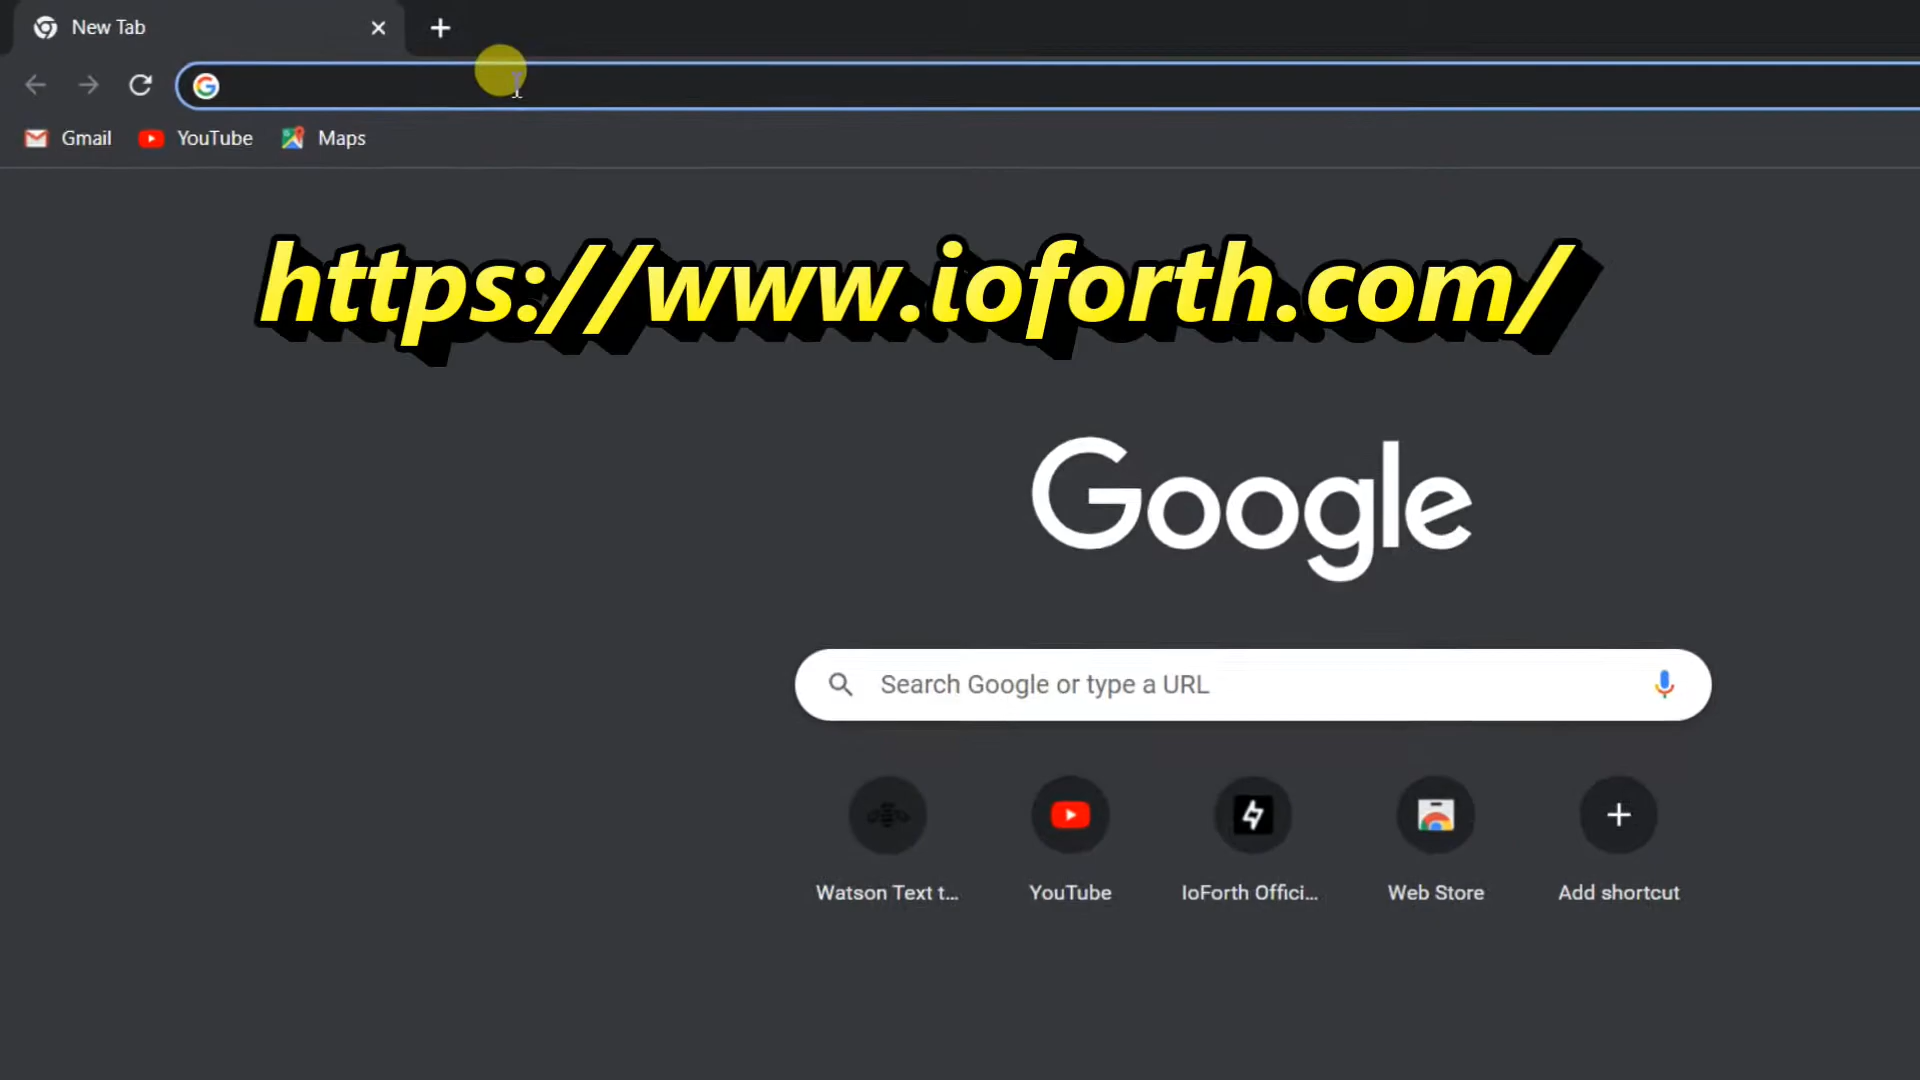 New Tab
Gmail YouTube Maps
https://www.ioforth.com/
Google
Search Google or type a URL
Watson Text t... YouTube IoForth Offici... Web Store Add shortcut